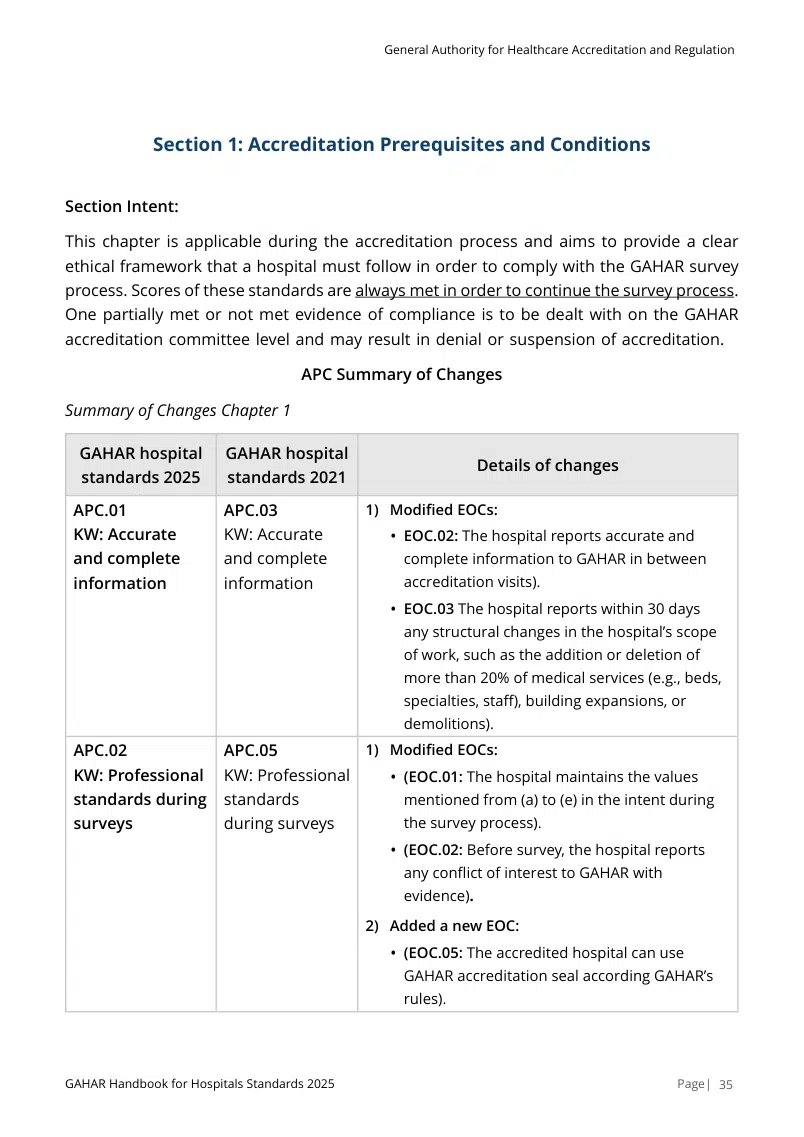 General Authority for Healthcare Accreditation and Regulation
Section 1: Accreditation Prerequisites and Conditions
Section Intent:
This chapter is applicable during the accreditation process and aims to provide a clear
ethical framework that a hospital must follow in order to comply with the GAHAR survey
process. Scores of these standards are always met in order to continue the survey process.
One partially met or not met evidence of compliance is to be dealt with on the GAHAR
accreditation committee level and may result in denial or suspension of accreditation.
APC Summary of Changes
Summary of Changes Chapter 1
GAHAR hospital
standards 2025
GAHAR hospital
standards 2021
Details of changes
APC.01
KW: Accurate
and complete
information
APC.03
KW: Accurate
and complete
information
1) Modified EOCs:
• EOC.02: The hospital reports accurate and
complete information to GAHAR in between
accreditation visits).
• EOC.03 The hospital reports within 30 days
any structural changes in the hospital’s scope
of work, such as the addition or deletion of
more than 20% of medical services (e.g., beds,
specialties, staff), building expansions, or
demolitions).
APC.02
KW: Professional
standards during
surveys
APC.05
KW: Professional
standards
during surveys
1) Modified EOCs:
• (EOC.01: The hospital maintains the values
mentioned from (a) to (e) in the intent during
the survey process).
• (EOC.02: Before survey, the hospital reports
any conflict of interest to GAHAR with
evidence).
2) Added a new EOC:
• (EOC.05: The accredited hospital can use
GAHAR accreditation seal according GAHAR’s
rules).
GAHAR Handbook for Hospitals Standards 2025
Page| 35